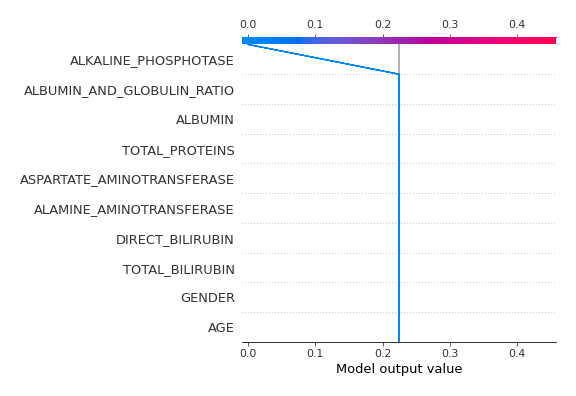 0.0 0.1 0.2 0.3 0.4
ALKALINE_PHOSPHOTASE
ALBUMIN_AND_GLOBULIN_RATIO
ALBUMIN
TOTAL_PROTEINS
ASPARTATE_AMINOTRANSFERASE
ALAMINE_AMINOTRANSFERASE
DIRECT_BILIRUBIN
TOTAL_BILIRUBIN
GENDER
AGE
0.0 0.1 0.2 0.3 0.4
Model output value